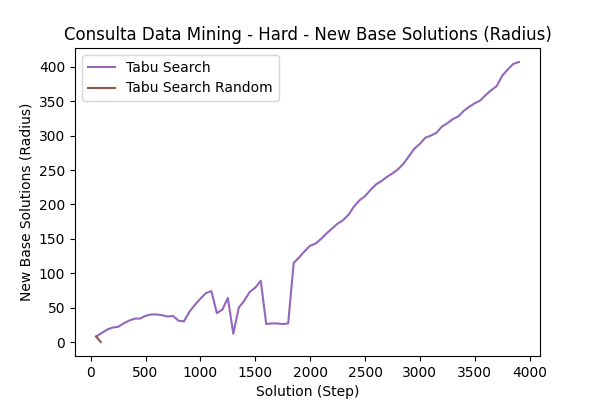 Consulta Data Mining - Hard - New Base Solutions (Radius)
Tabu Search
Tabu Search Random
New Base Solutions (Radius)
400
350
300
250
200
150
100
50
0
0 500 1000 1500 2000 2500 3000 3500 4000
Solution (Step)